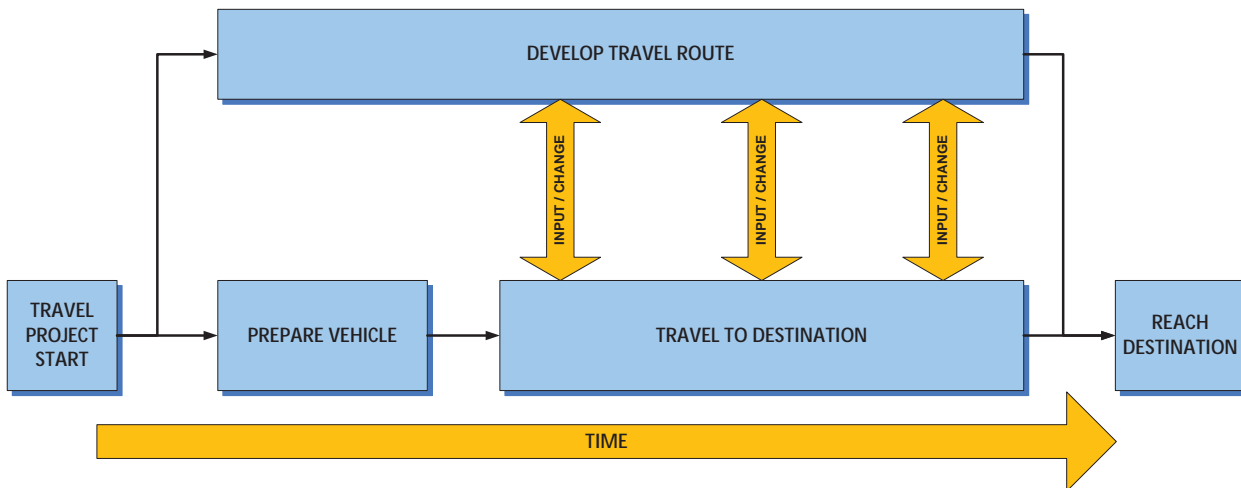 DEVELOP TRAVEL ROUTE
INPUT / CHANGE
INPUT / CHANGE
INPUT / CHANGE
TRAVEL
PROJECT
START
PREPARE VEHICLE
TRAVEL TO DESTINATION
REACH
DESTINATION
TIME